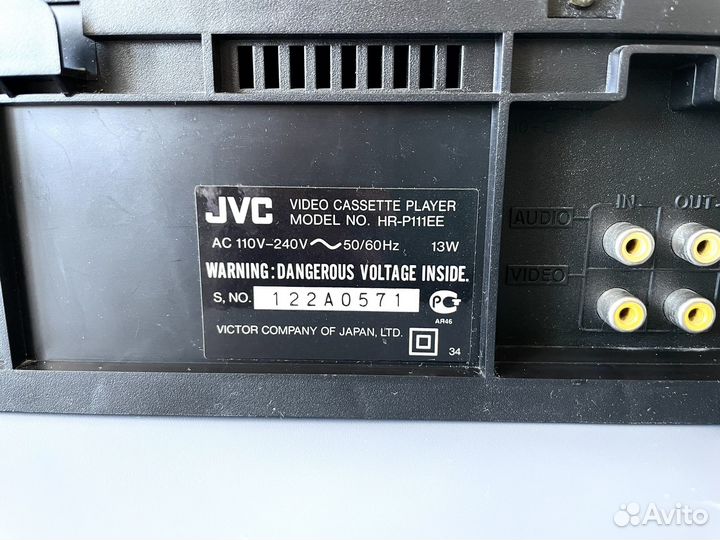 JVC VIDEO CASSETTE PLAYER
MODEL NO. HR-P111EE
AC 110V–240V ～ 50/60Hz 13W
WARNING: DANGEROUS VOLTAGE INSIDE.
S, NO. 122A0571
PG
AR46
VICTOR COMPANY OF JAPAN, LTD.
34
IN OUT
AUDIO
VIDEO
Avito